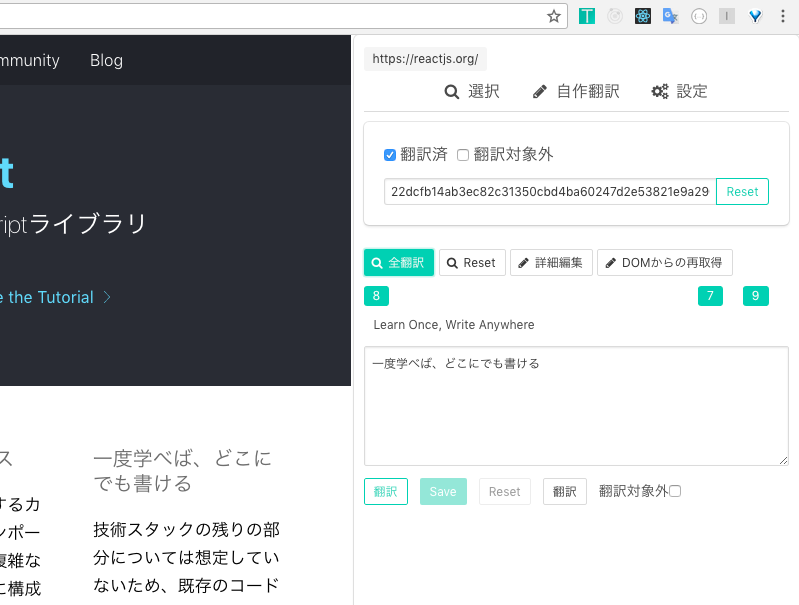 https://reactjs.org/
mmunity Blog
選択 自作翻訳 設定
翻訳済 翻訳対象外
22dcfb14ab3ec82c31350cbd4ba60247d2e53821e9a29 Reset
t
riptライブラリ
全翻訳 Reset 詳細編集 DOMからの再取得
e the Tutorial
8 7 9
Learn Once, Write Anywhere
一度学べば、どこにでも書ける
翻訳 Save Reset 翻訳 翻訳対象外
ス
するカ
ンポー
复雑な
に構成
一度学べば、どこに
でも書ける
技術スタックの残りの部
分については想定してい
ないため、既存のコード